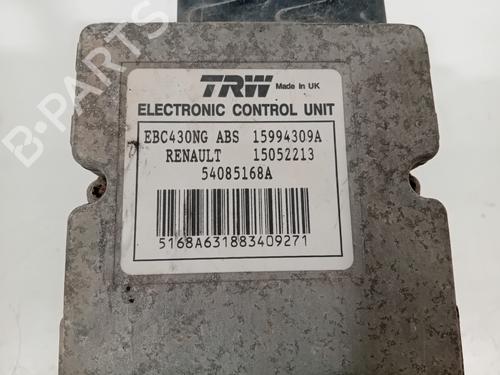 TRW Made In UK
ELECTRONIC CONTROL UNIT
EBC430NG ABS 15994309A
RENAULT 15052213
54085168A
5168A631883409271
B-PARTS